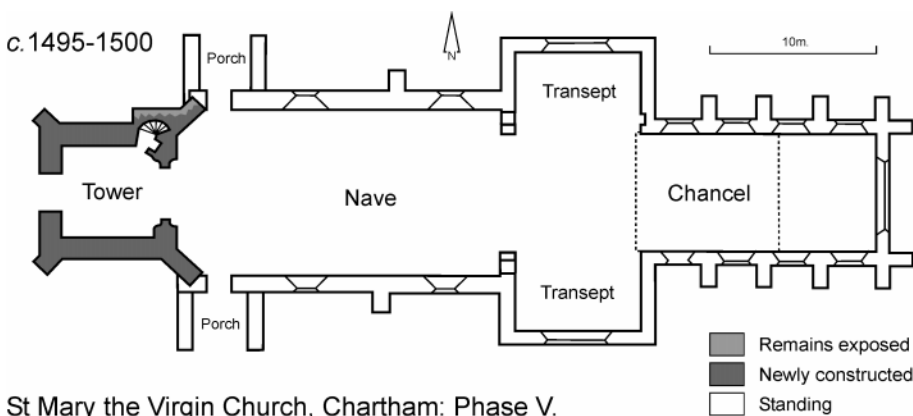 c.1495-1500
Porch
N
10m.
Transept
Tower
Nave
Chancel
Transept
Porch
Remains exposed
Newly constructed
Standing
St Mary the Virgin Church, Chartham: Phase V.